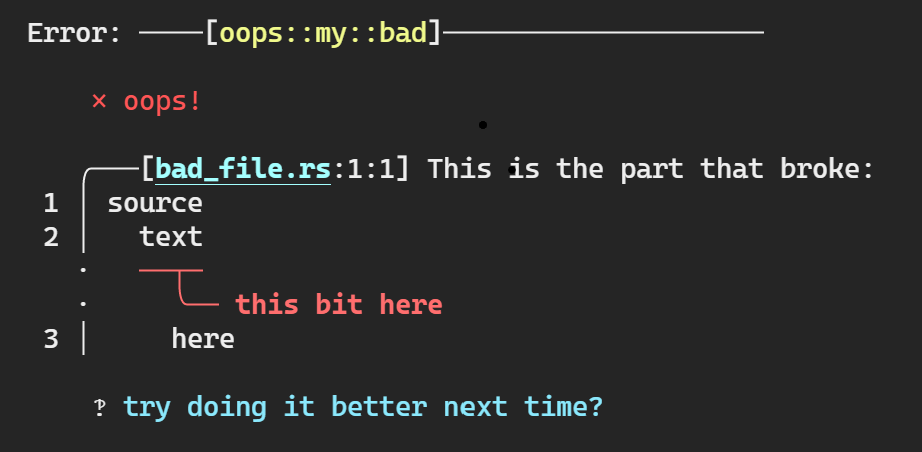 Error: ────[oops::my::bad]────────────────────
× oops!
╭───[bad_file.rs:1:1] This is the part that broke:
1 │ source
2 │   text
·   ──┬─
·     ╰── this bit here
3 │     here
‽ try doing it better next time?